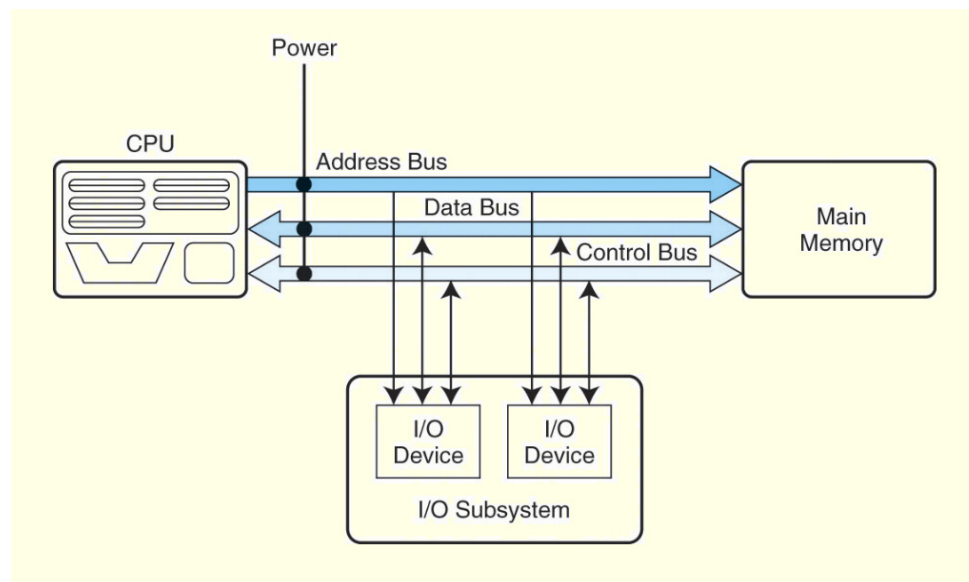 Power
CPU
Address Bus
Data Bus
Control Bus
Main
Memory
I/O
Device
I/O
Device
I/O Subsystem